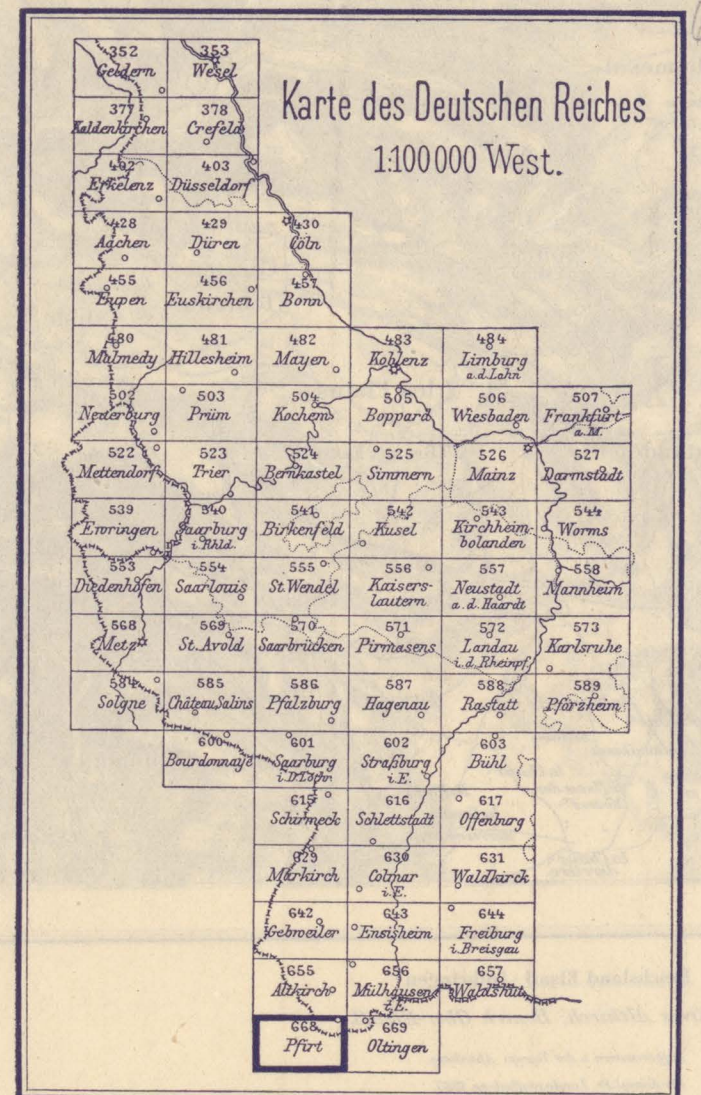 Karte des Deutschen Reiches
1:100000 West.
352 353
Geldern Wesel
377 378
Kaldenkirchen Crefeld
402 403
Erkelenz Düsseldorf
428 429 430
Aachen Düren Cöln
455 456 457
Eupen Euskirchen Bonn
480 481 482 483 484
Malmedy Hillesheim Mayen Koblenz Limburg
a.d.Lahn
502 503 504 505 506 507
Neuerburg Prüm Kochem Boppard Wiesbaden Frankfurt
a.M.
522 523 524 525 526 527
Mettendorf Trier Bernkastel Simmern Mainz Darmstadt
539 540 541 542 543 544
Ewringen Saarburg Birkenfeld Kusel Kirchheim- Worms
i.Rhld. bolanden
553 554 555 556 557 558
Diedenhofen Saarlouis St.Wendel Kaisers- Neustadt Mannheim
lautern a.d.Haardt
568 569 570 571 572 573
Metz St.Avold Saarbrücken Pirmasens Landau Karlsruhe
i.d.Rheinpf.
584 585 586 587 588 589
Solgne Château Salins Pfalzburg Hagenau Rastatt Pforzheim
600 601 602 603
Bourdonnaye Saarburg Straßburg Bühl
i.D.Lothr. i.E.
615 616 617
Schirmeck Schlettstadt Offenburg
629 630 631
Markirch Colmar Waldkirck
i.E.
642 643 644
Gebweiler Ensisheim Freiburg
i.Breisgau
655 656 657
Altkirch Mülhausen Waldshut
i.E.
668 669
Pfirt Oltingen